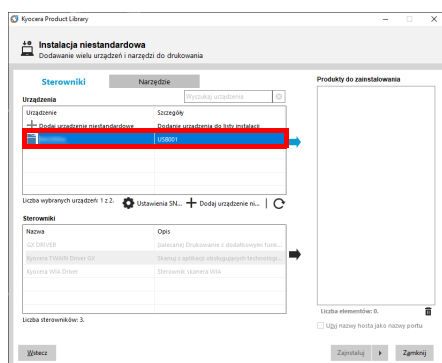 Kyocera Product Library
Instalacja niestandardowa
Dodawanie wielu urządzeń i narzędzi do drukowania
Sterowniki
Narzędzie
Produkty do zainstalowania
Urządzenia
Wyszukaj urządzenia
Urządzenie
Szczegóły
Dodaj urządzenie niestandardowe
Dodanie urządzenia do listy instalacji
USB001
Liczba wybranych urządzeń: 1 z 2.
Ustawienia SN...
Dodaj urządzenie ni...
Sterowniki
Nazwa
Opis
GX DRIVER
(zalecane) Drukowanie z dodatkowymi funk...
Kyocera TWAIN Driver GX
Skanuj z aplikacji obsługujących technologi...
Kyocera WIA Driver
Sterownik skanera WIA
Liczba sterowników: 3.
Liczba elementów: 0.
Użyj nazwy hosta jako nazwy portu
Wstecz
Zainstaluj
Zamknij